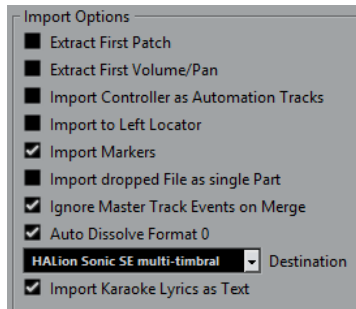 Import Options
Extract First Patch
Extract First Volume/Pan
Import Controller as Automation Tracks
Import to Left Locator
Import Markers
Import dropped File as single Part
Ignore Master Track Events on Merge
Auto Dissolve Format 0
HALion Sonic SE multi-timbral Destination
Import Karaoke Lyrics as Text